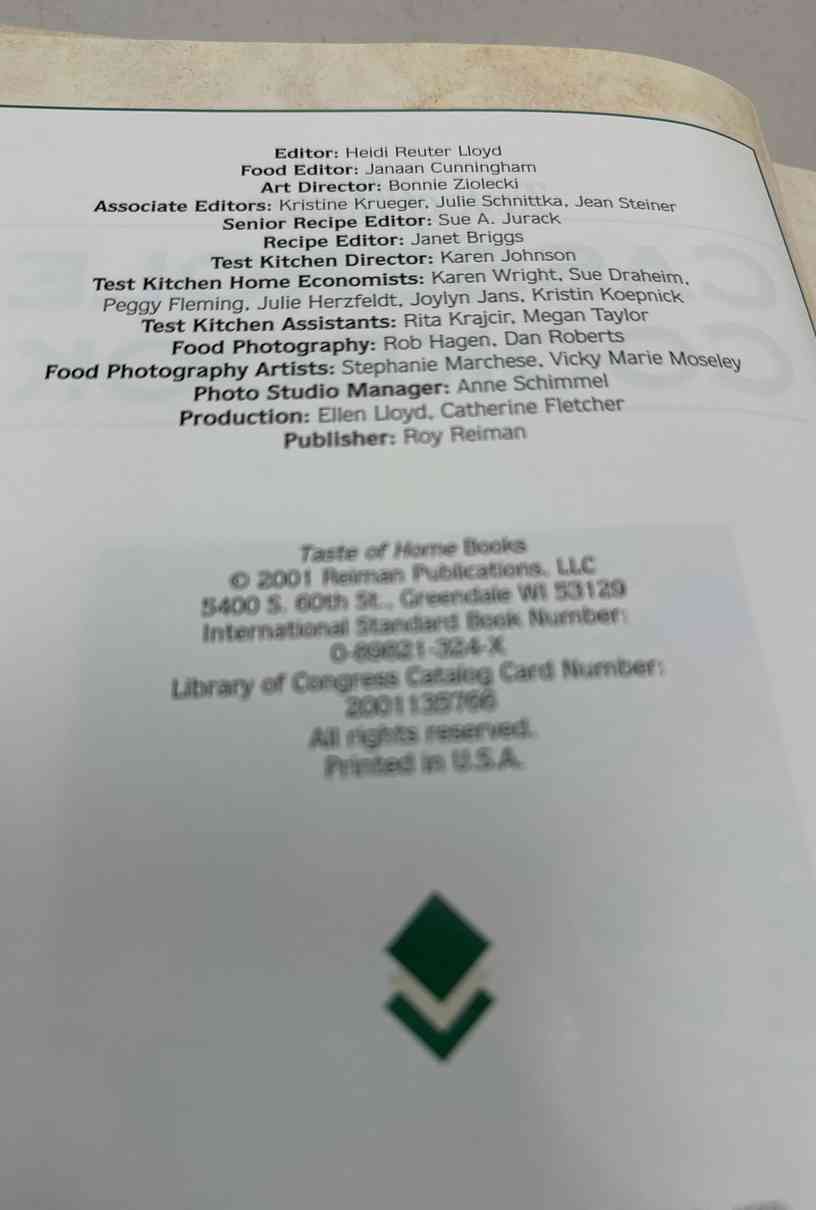 Editor: Heidi Reuter Lloyd
Food Editor: Janaan Cunningham
Art Director: Bonnie Ziolecki
Associate Editors: Kristine Krueger, Julie Schnittka, Jean Steiner
Senior Recipe Editor: Sue A. Jurack
Recipe Editor: Janet Briggs
Test Kitchen Director: Karen Johnson
Test Kitchen Home Economists: Karen Wright, Sue Draheim,
Peggy Fleming, Julie Herzfeldt, Joylyn Jans, Kristin Koepnick
Test Kitchen Assistants: Rita Krajcir, Megan Taylor
Food Photography: Rob Hagen, Dan Roberts
Food Photography Artists: Stephanie Marchese, Vicky Marie Moseley
Photo Studio Manager: Anne Schimmel
Production: Ellen Lloyd, Catherine Fletcher
Publisher: Roy Reiman
Taste of Home Books
© 2001 Reiman Publications, LLC
5400 S. 60th St., Greendale WI 53129
International Standard Book Number:
0-89821-324-X
Library of Congress Catalog Card Number:
All rights reserved.
Printed in U.S.A.